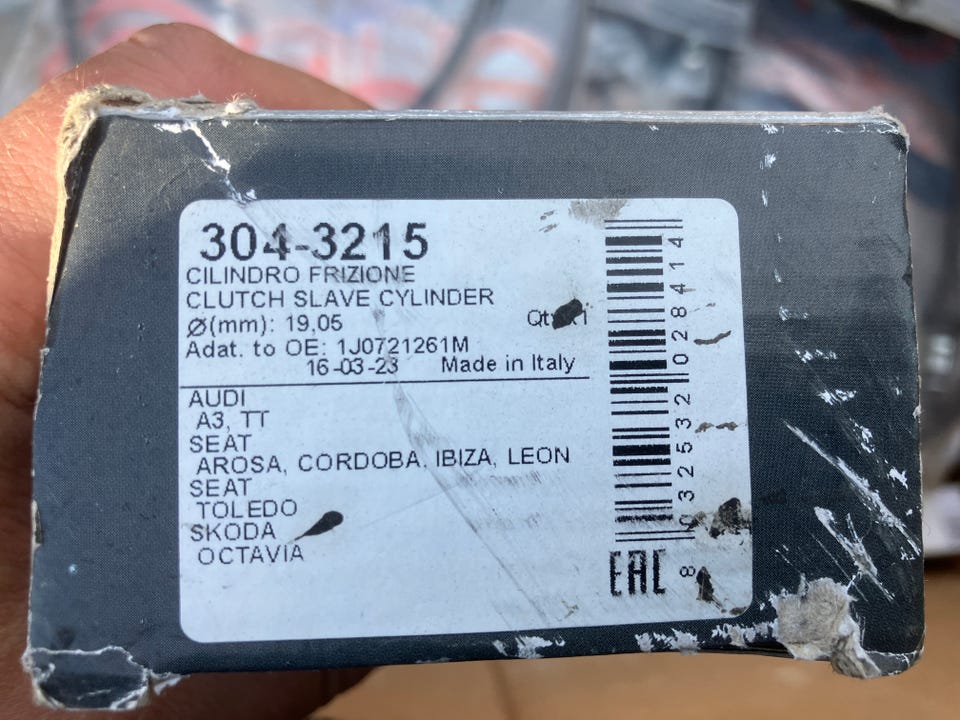 304-3215
CILINDRO FRIZIONE
CLUTCH SLAVE CYLINDER
Ø(mm): 19,05
Adat. to OE: 1J0721261M
16-03-23 Made in Italy
AUDI
A3, TT
SEAT
AROSA, CORDOBA, IBIZA, LEON
SEAT
TOLEDO
SKODA
OCTAVIA
EAC
8 032532 028414